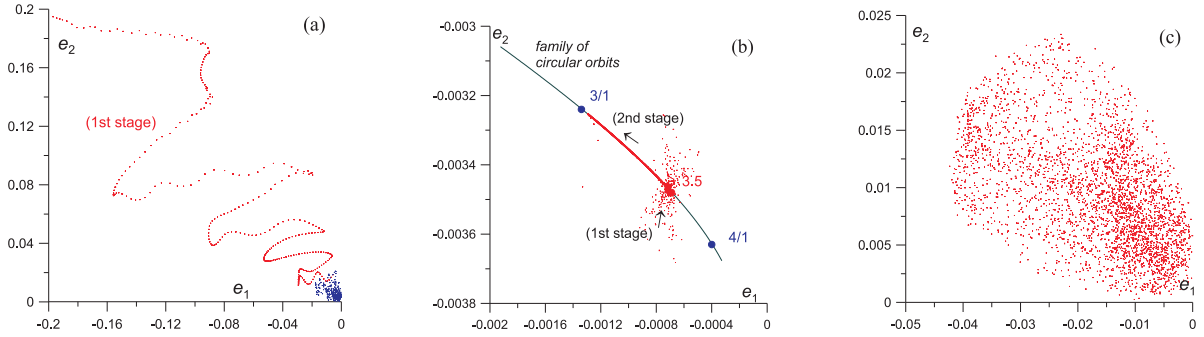 (a)
0.2
e2
0.16
0.12
(1st stage)
0.08
0.04
0
e1
-0.2 -0.16 -0.12 -0.08 -0.04 0
(b)
-0.003
e2
family of
circular orbits
-0.0032
3/1
(2nd stage)
-0.0034
3.5
(1st stage)
-0.0036
4/1
-0.0038
e1
-0.002 -0.0016 -0.0012 -0.0008 -0.0004 0
(c)
0.025
e2
0.02
0.015
0.01
0.005
0
e1
-0.05 -0.04 -0.03 -0.02 -0.01 0